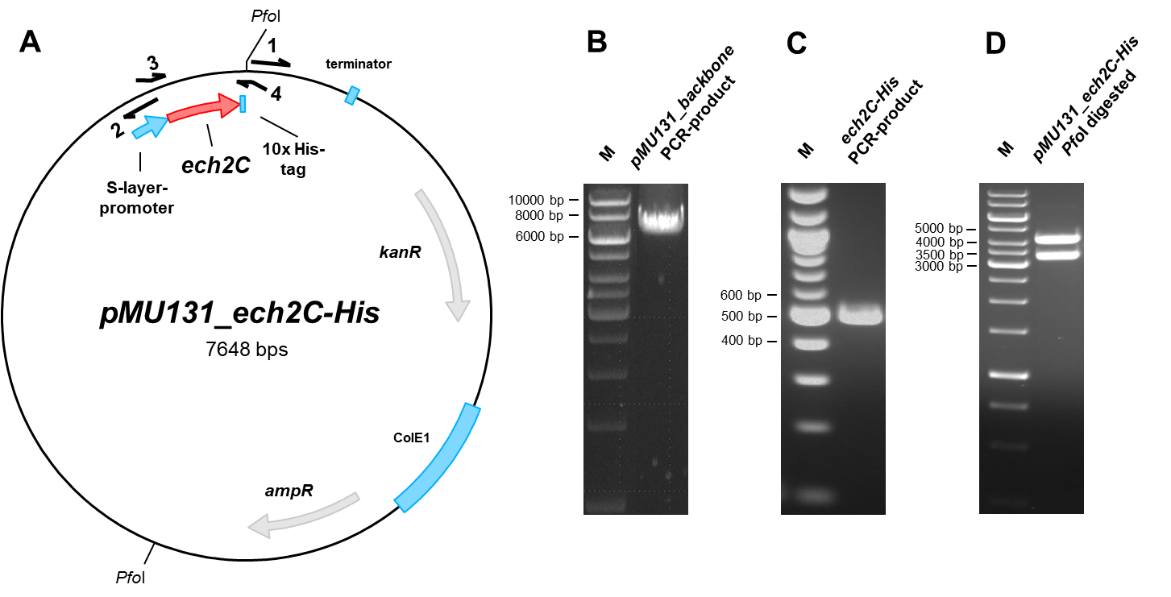 A
PfoI
1
3
terminator
4
2
ech2C
10x His-
tag
S-layer-
promoter
kanR
pMU131_ech2C-His
7648 bps
ColE1
ampR
PfoI
B
M
pMU131_backbone
PCR-product
10000 bp
8000 bp
6000 bp
C
M
ech2C-His
PCR-product
600 bp
500 bp
400 bp
D
M
pMU131_ech2C-His
PfoI digested
5000 bp
4000 bp
3500 bp
3000 bp